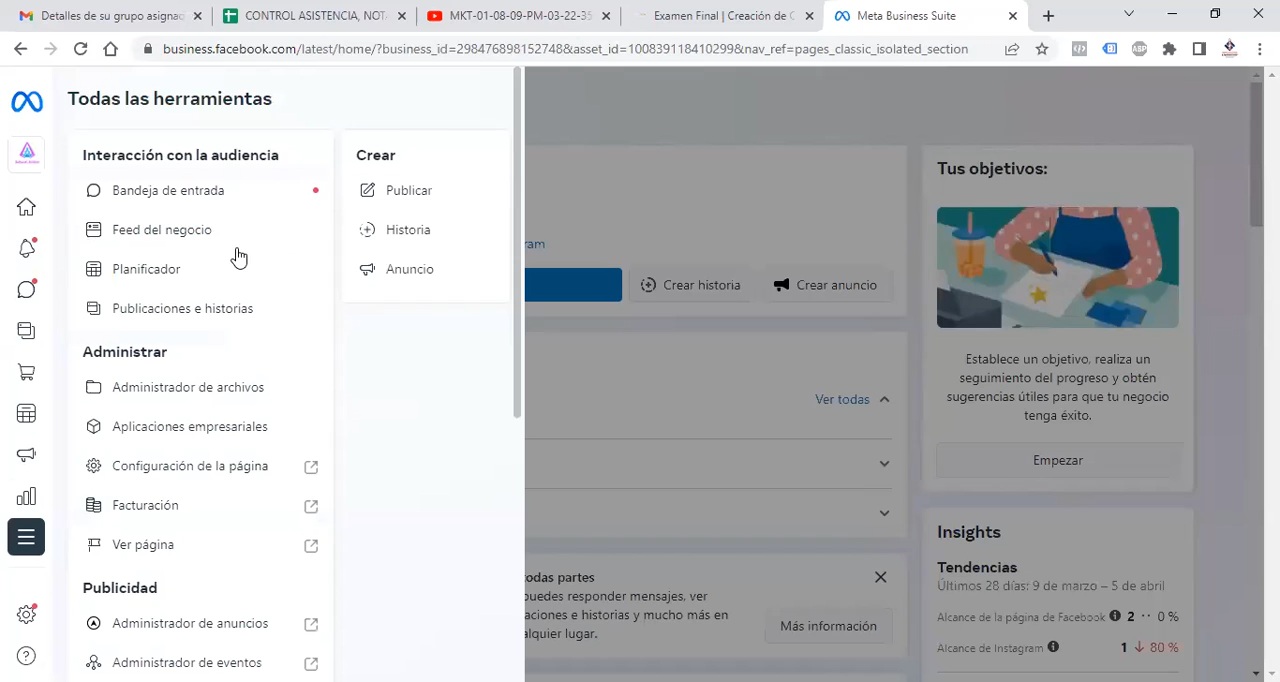 Detalles de su grupo asignad
CONTROL ASISTENCIA, NOT
MKT-01-08-09-PM-03-22-35
Examen Final | Creación de C
Meta Business Suite
business.facebook.com/latest/home/?business_id=298476898152748&asset_id=100839118410299&nav_ref=pages_classic_isolated_section
ABP
Todas las herramientas
Interacción con la audiencia
Bandeja de entrada
Feed del negocio
Planificador
Publicaciones e historias
Administrar
Administrador de archivos
Aplicaciones empresariales
Configuración de la página
Facturación
Ver página
Publicidad
Administrador de anuncios
Administrador de eventos
Crear
Publicar
Historia
Anuncio
ram
Crear historia
Crear anuncio
Ver todas
todas partes
puedes responder mensajes, ver
aciones e historias y mucho más en
alquier lugar.
Más información
Tus objetivos:
Establece un objetivo, realiza un
seguimiento del progreso y obtén
sugerencias útiles para que tu negocio
tenga éxito.
Empezar
Insights
Tendencias
Últimos 28 días: 9 de marzo – 5 de abril
Alcance de la página de Facebook 2 ·· 0 %
Alcance de Instagram 1 ↓ 80 %